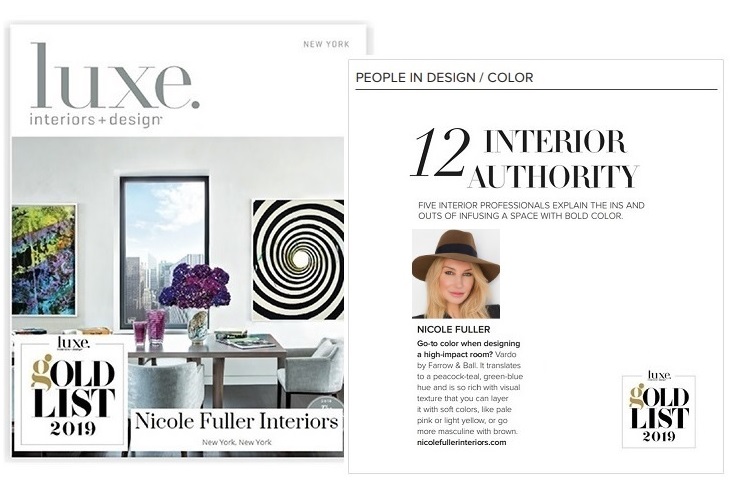 NEW YORK
luxe.
interiors+design
luxe.
gOLD
LIST
2019
Nicole Fuller Interiors
New York, New York
PEOPLE IN DESIGN / COLOR
12 INTERIOR
AUTHORITY
FIVE INTERIOR PROFESSIONALS EXPLAIN THE INS AND
OUTS OF INFUSING A SPACE WITH BOLD COLOR.
NICOLE FULLER
Go-to color when designing
a high-impact room? Vardo
by Farrow & Ball. It translates
to a peacock-teal, green-blue
hue and is so rich with visual
texture that you can layer
it with soft colors, like pale
pink or light yellow, or go
more masculine with brown.
nicolefullerinteriors.com
luxe.
gOLD
LIST
2019